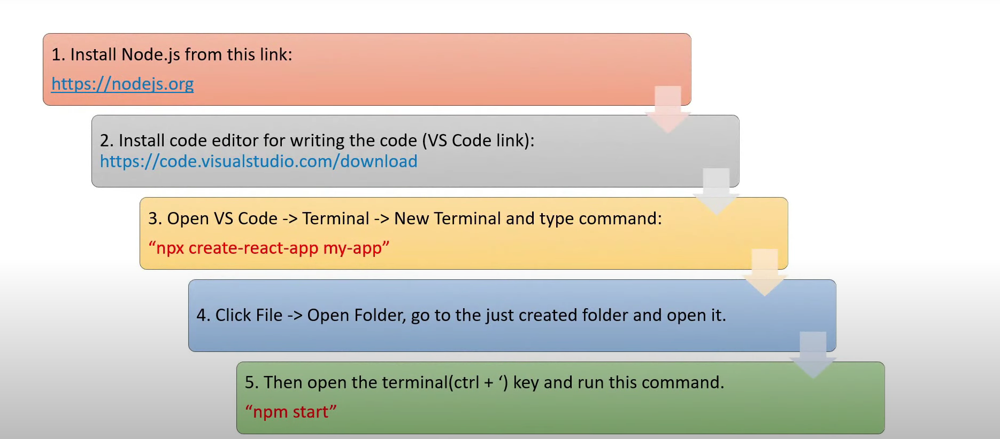 1. Install Node.js from this link:
https://nodejs.org
2. Install code editor for writing the code (VS Code link):
https://code.visualstudio.com/download
3. Open VS Code -> Terminal -> New Terminal and type command:
“npx create-react-app my-app”
4. Click File -> Open Folder, go to the just created folder and open it.
5. Then open the terminal(ctrl + ‘) key and run this command.
“npm start”